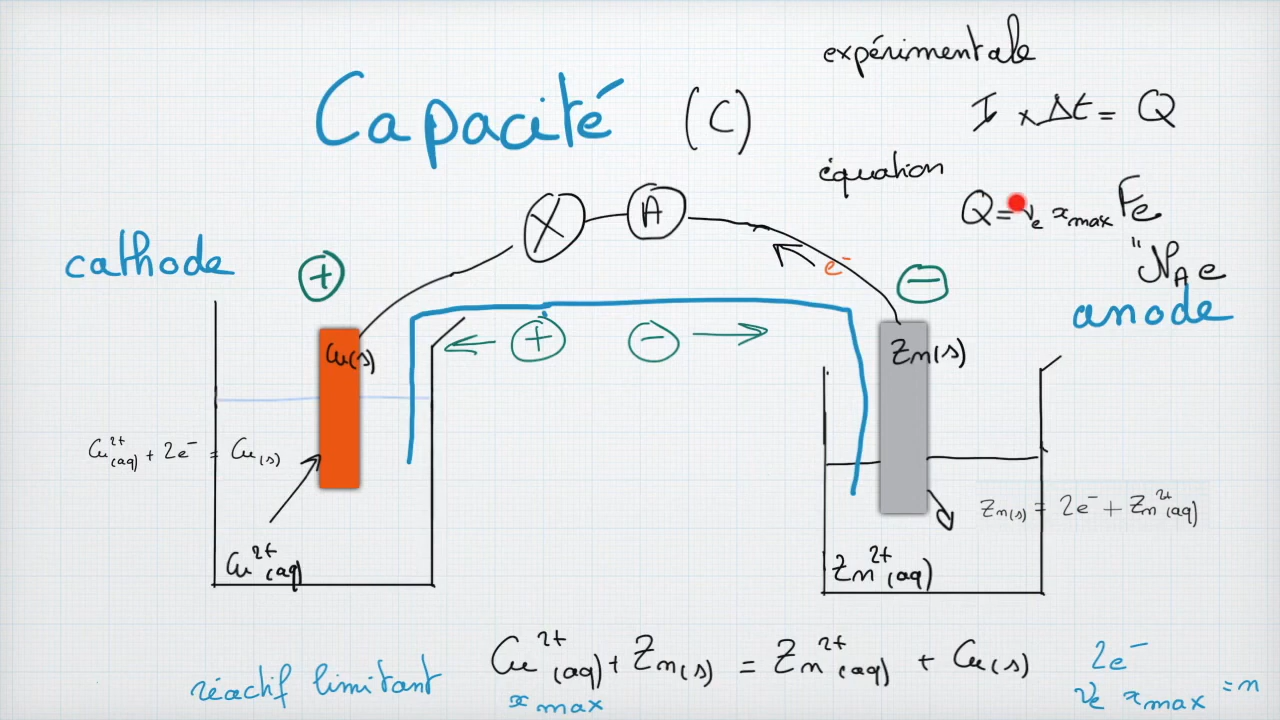 expérimentale
Capacité (C)
I × Δt = Q
équation
X A
Q = νe xmax Fe
cathode
+
e⁻
−
" NA e
anode
← + − →
Cu(s)
Zn(s)
Cu²⁺(aq) + 2e⁻ = Cu(s)
Zn(s) = 2e⁻ + Zn²⁺(aq)
Cu²⁺(aq)
Zn²⁺(aq)
Cu²⁺(aq) + Zn(s) = Zn²⁺(aq) + Cu(s) 2e⁻
réactif limitant xmax νe xmax = n